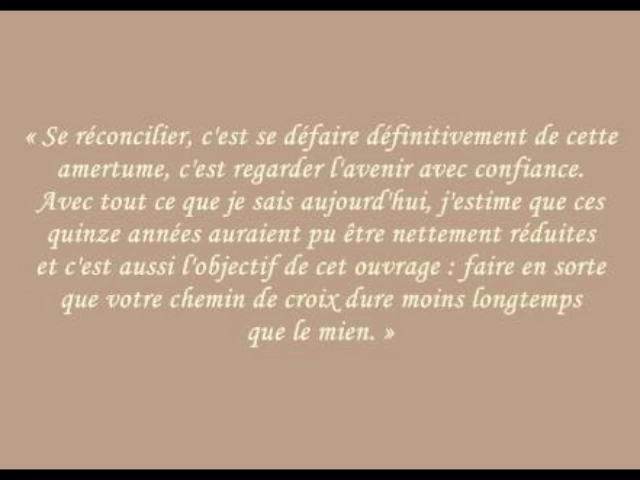 « Se réconcilier, c'est se défaire définitivement de cette
amertume, c'est regarder l'avenir avec confiance.
Avec tout ce que je sais aujourd'hui, j'estime que ces
quinze années auraient pu être nettement réduites
et c'est aussi l'objectif de cet ouvrage : faire en sorte
que votre chemin de croix dure moins longtemps
que le mien. »